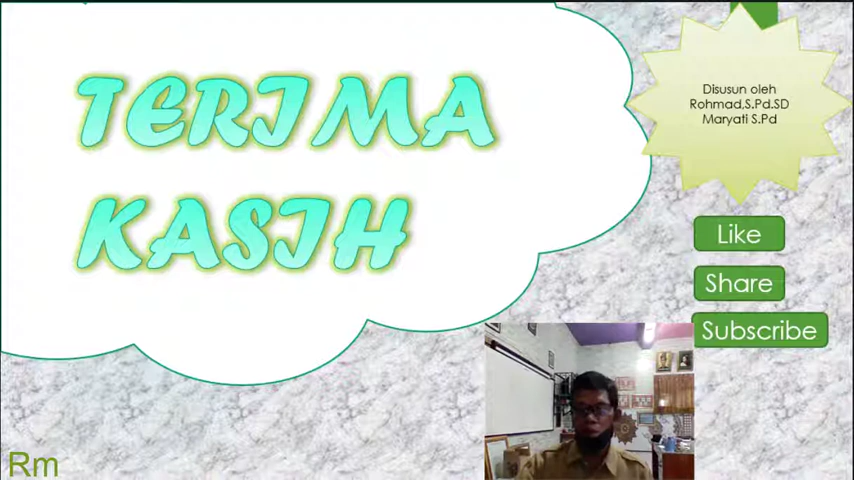 TERIMA
KASIH
Disusun oleh
Rohmad,S.Pd.SD
Maryati S.Pd
Like
Share
Subscribe
Rm